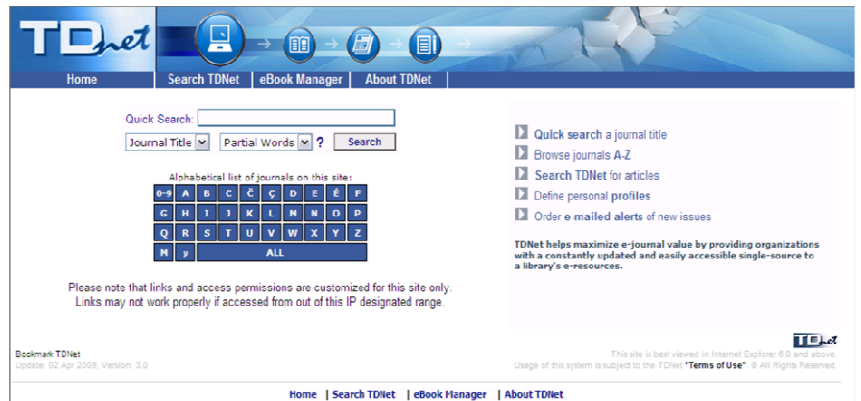 TDnet
Home Search TDNet eBook Manager About TDNet
Quick Search:
Journal Title Partial Words ? Search
Alphabetical list of journals on this site:
0-9 A B C Č Ç D E É F
G H I J K L M N O P
Q R S T U V W X Y Z
М у ALL
Please note that links and access permissions are customized for this site only.
Links may not work properly if accessed from out of this IP designated range.
Quick search a journal title
Browse journals A-Z
Search TDNet for articles
Define personal profiles
Order e-mailed alerts of new issues
TDNet helps maximize e-journal value by providing organizations
with a constantly updated and easily accessible single-source to
a library's e-resources.
TDnet
Bookmark TDNet
Update: 02 Apr 2009, Version: 3.0
This site is best viewed in Internet Explorer 6.0 and above.
Usage of this system is subject to the TDNet "Terms of Use". © All Rights Reserved.
Home | Search TDNet | eBook Manager | About TDNet